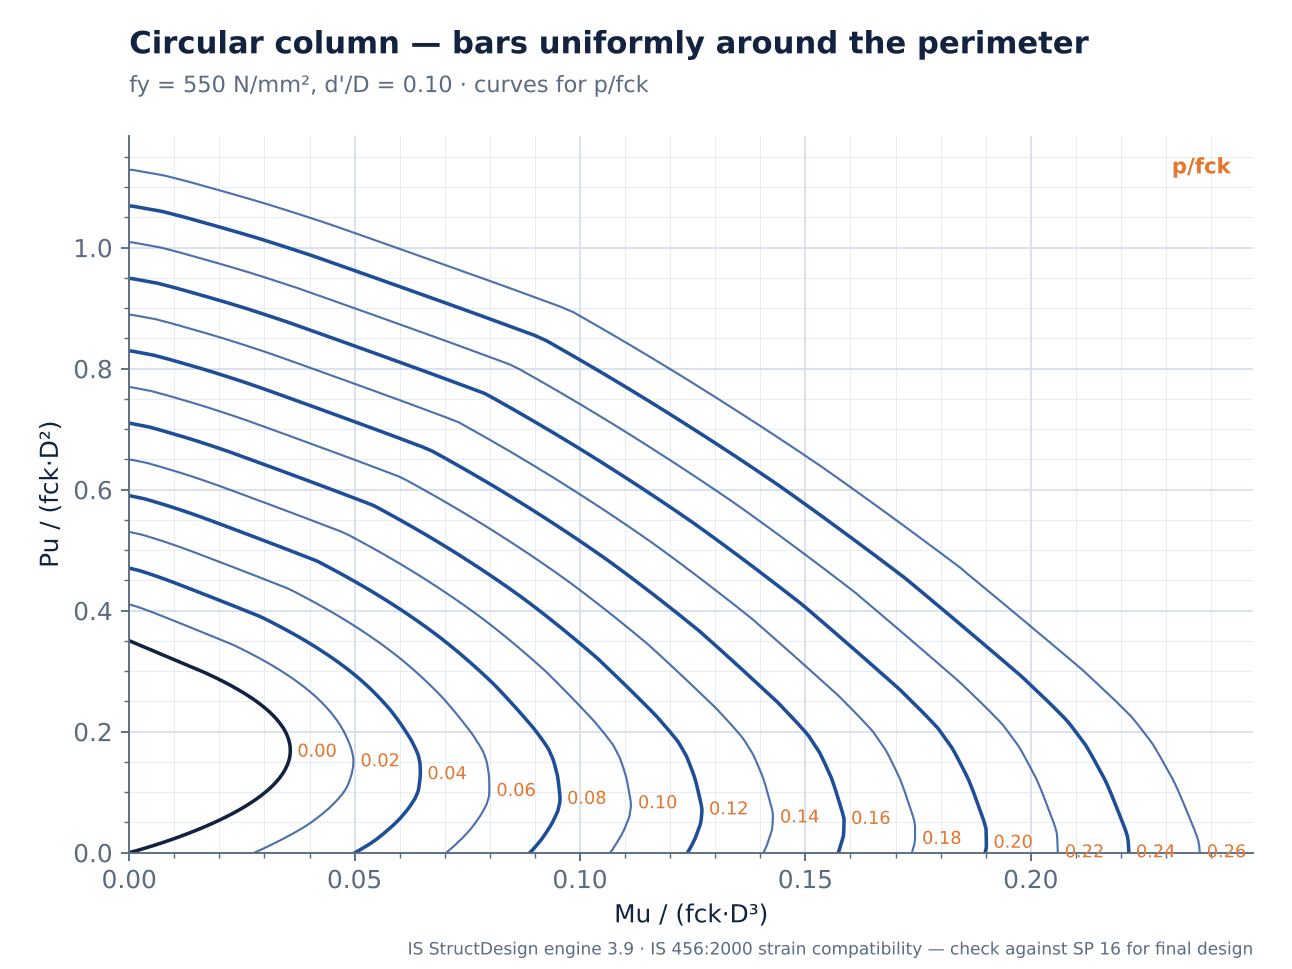 Circular column — bars uniformly around the perimeter
fy = 550 N/mm², d'/D = 0.10 · curves for p/fck
p/fck
Pu / (fck·D²)
1.0
0.8
0.6
0.4
0.2
0.0
0.00
0.02
0.04
0.06
0.08
0.10
0.12
0.14
0.16
0.18
0.20
0.22
0.24
0.26
0.00 0.05 0.10 0.15 0.20
Mu / (fck·D³)
IS StructDesign engine 3.9 · IS 456:2000 strain compatibility — check against SP 16 for final design